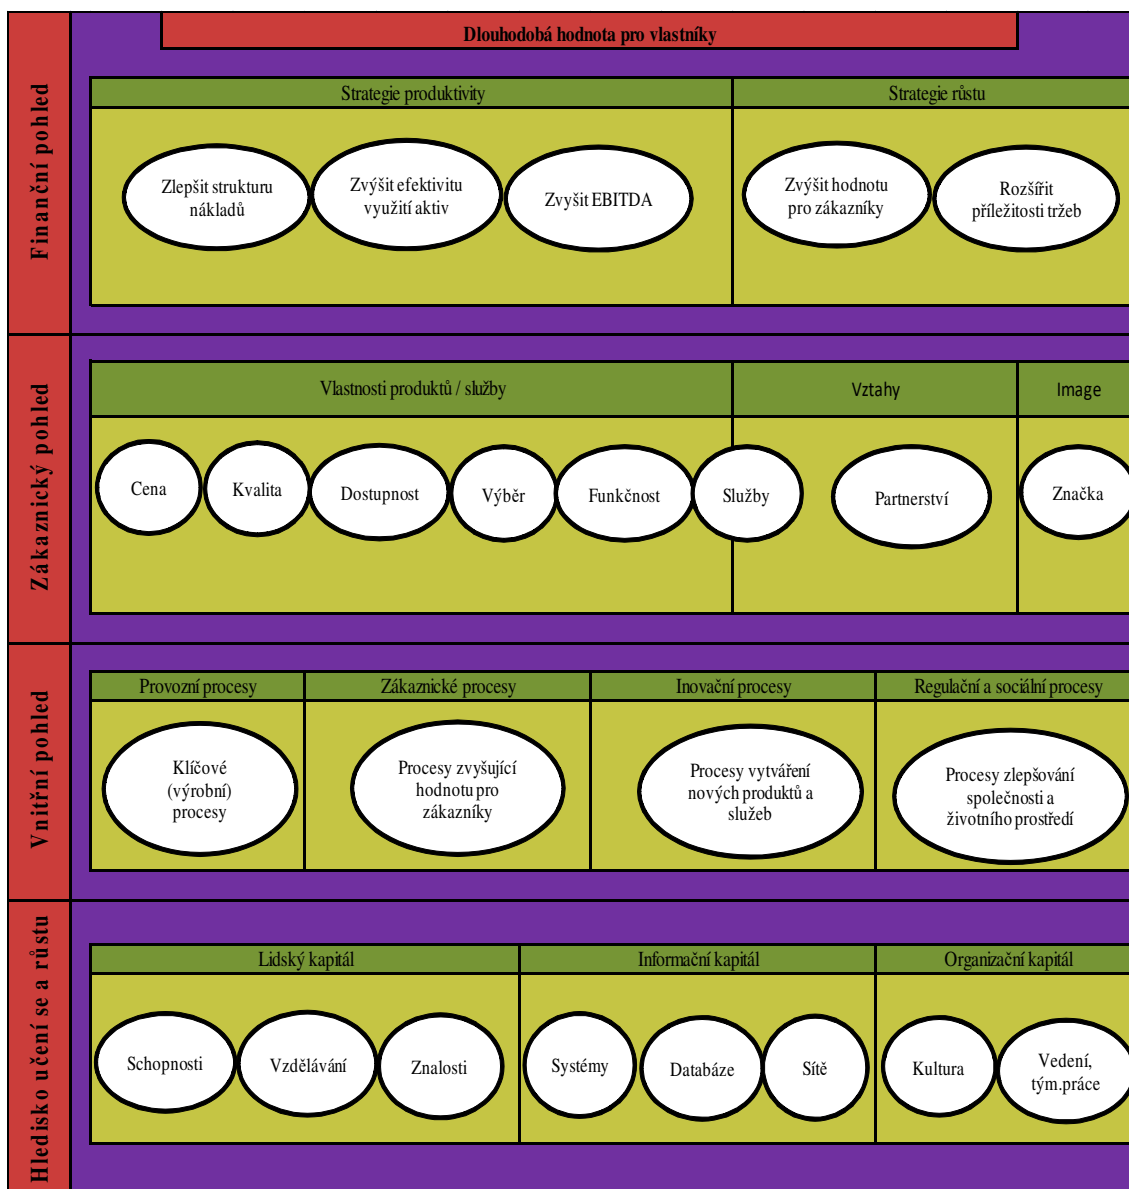 Dlouhodobá hodnota pro vlastníky
Finanční pohled
Strategie produktivity
Strategie růstu
Zlepšit strukturu
nákladů
Zvýšit efektivitu
využití aktiv
Zvyšit EBITDA
Zvýšit hodnotu
pro zákazníky
Rozšířit
příležitosti tržeb
Zákaznický pohled
Vlastnosti produktů / služby
Vztahy
Image
Cena
Kvalita
Dostupnost
Výběr
Funkčnost
Služby
Partnerství
Značka
Vnitřní pohled
Provozní procesy
Zákaznické procesy
Inovační procesy
Regulační a sociální procesy
Klíčové
(výrobní)
procesy
Procesy zvyšující
hodnotu pro
zákazníky
Procesy vytváření
nových produktů a
služeb
Procesy zlepšování
společnosti a
životního prostředí
Hledisko učení se a růstu
Lidský kapitál
Informační kapitál
Organizační kapitál
Schopnosti
Vzdělávání
Znalosti
Systémy
Databáze
Sítě
Kultura
Vedení,
tým.práce